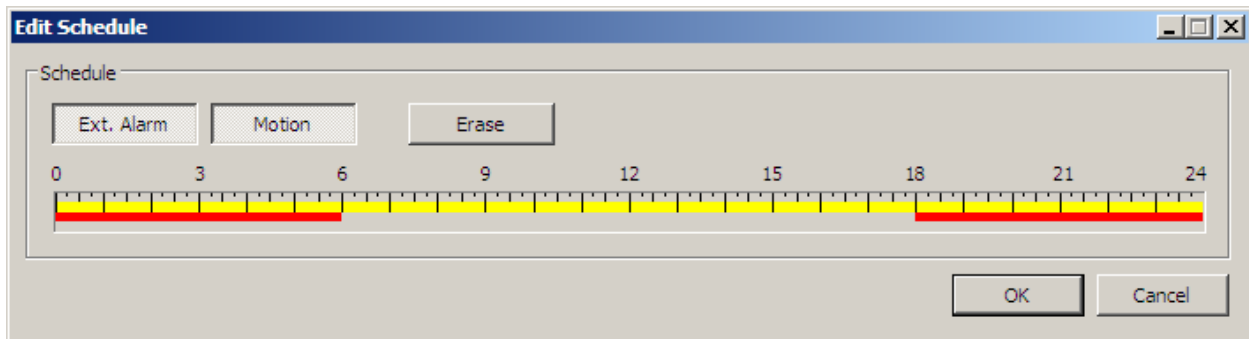 Edit Schedule
Schedule
Ext. Alarm Motion Erase
0 3 6 9 12 15 18 21 24
OK Cancel